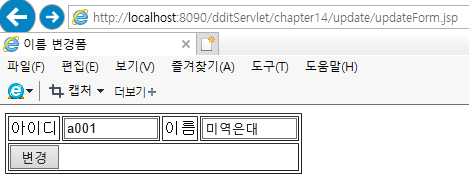 http://localhost:8090/dditServlet/chapter14/update/updateForm.jsp
이름 변경폼
파일(F) 편집(E) 보기(V) 즐겨찾기(A) 도구(T) 도움말(H)
캡처 더보기+
아이디 a001 이름 미역은대
변경